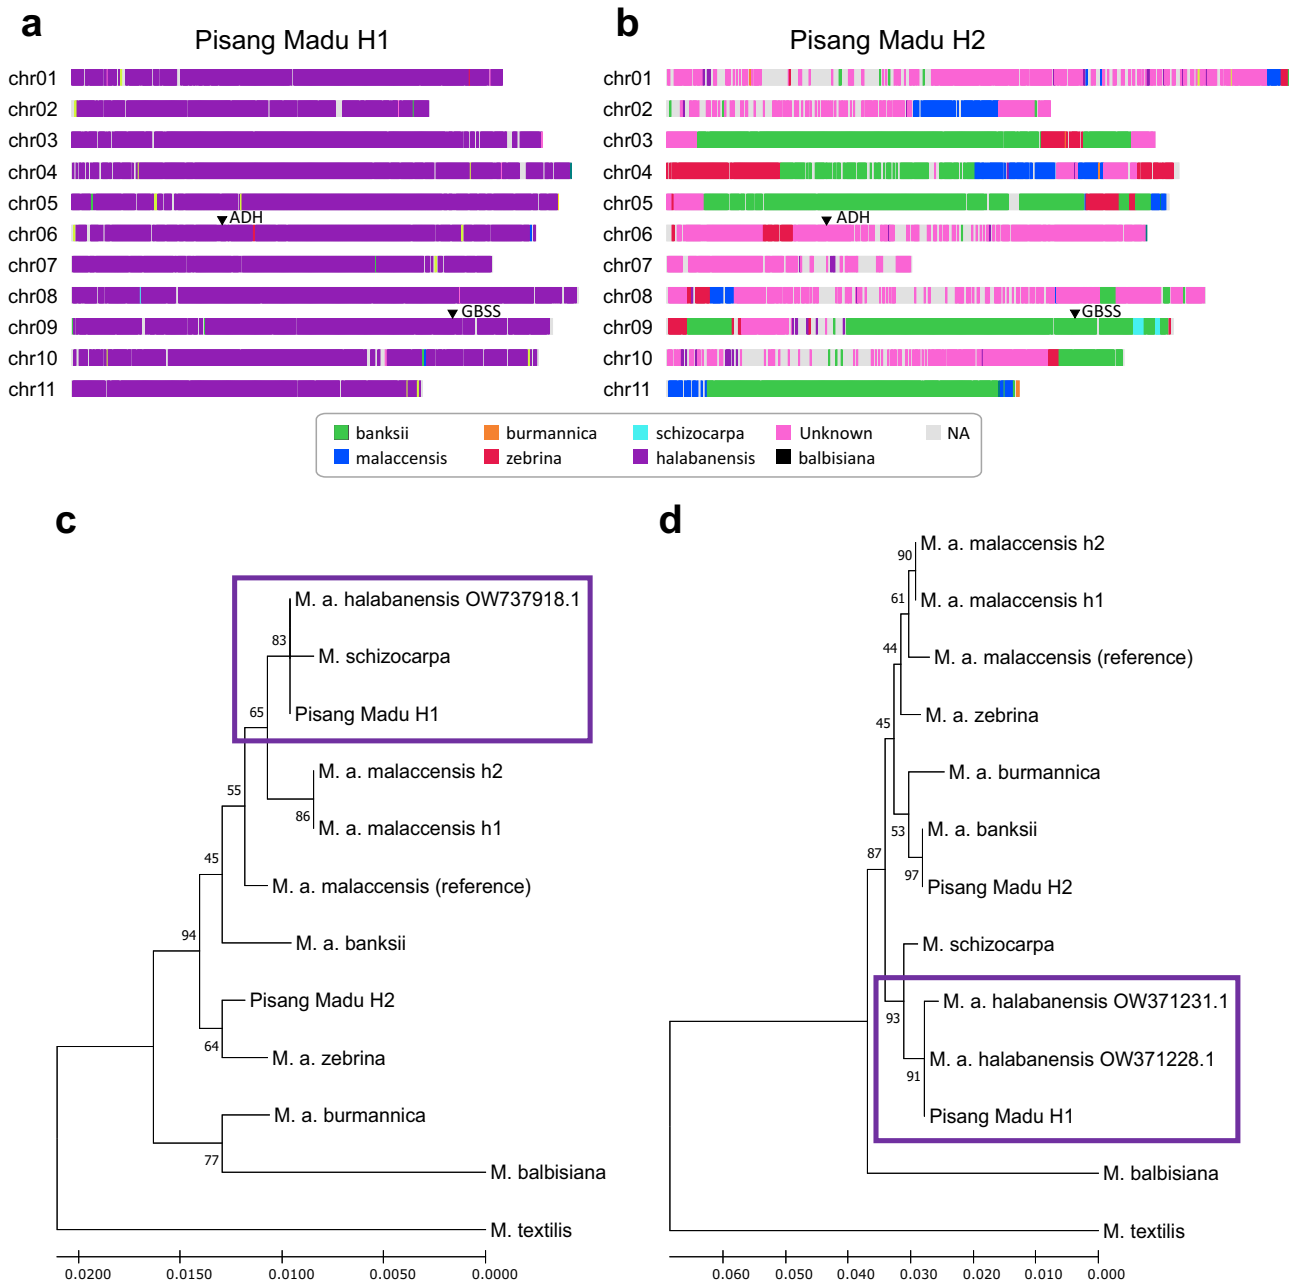 a
Pisang Madu H1
chr01
chr02
chr03
chr04
chr05
ADH
chr06
chr07
chr08
GBSS
chr09
chr10
chr11
b
Pisang Madu H2
chr01
chr02
chr03
chr04
chr05
ADH
chr06
chr07
chr08
GBSS
chr09
chr10
chr11
banksii
burmannica
schizocarpa
Unknown
NA
malaccensis
zebrina
halabanensis
balbisiana
c
M. a. halabanensis OW737918.1
83
M. schizocarpa
65
Pisang Madu H1
M. a. malaccensis h2
55
86
M. a. malaccensis h1
45
M. a. malaccensis (reference)
94
M. a. banksii
Pisang Madu H2
64
M. a. zebrina
M. a. burmannica
77
M. balbisiana
M. textilis
0.0200
0.0150
0.0100
0.0050
0.0000
d
M. a. malaccensis h2
90
61
M. a. malaccensis h1
44
M. a. malaccensis (reference)
45
M. a. zebrina
M. a. burmannica
53
M. a. banksii
87
97
Pisang Madu H2
M. schizocarpa
M. a. halabanensis OW371231.1
93
M. a. halabanensis OW371228.1
91
Pisang Madu H1
M. balbisiana
M. textilis
0.060
0.050
0.040
0.030
0.020
0.010
0.000